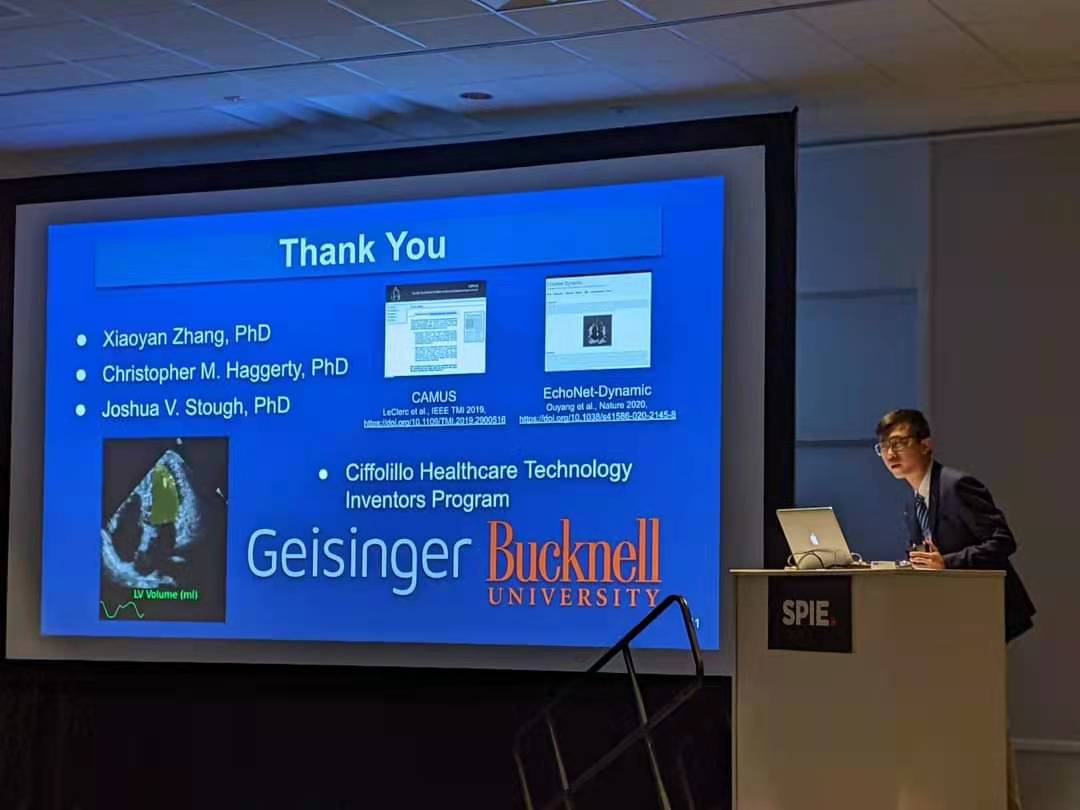 Thank You
Xiaoyan Zhang, PhD
Christopher M. Haggerty, PhD
Joshua V. Stough, PhD
CAMUS
LeClerc et al., IEEE TMI 2019,
https://doi.org/10.1109/TMI.2019.2900516
EchoNet-Dynamic
Ouyang et al., Nature 2020,
https://doi.org/10.1038/s41586-020-2145-8
Ciffolillo Healthcare Technology
Inventors Program
LV Volume (ml)
Geisinger
Bucknell
UNIVERSITY
SPIE.